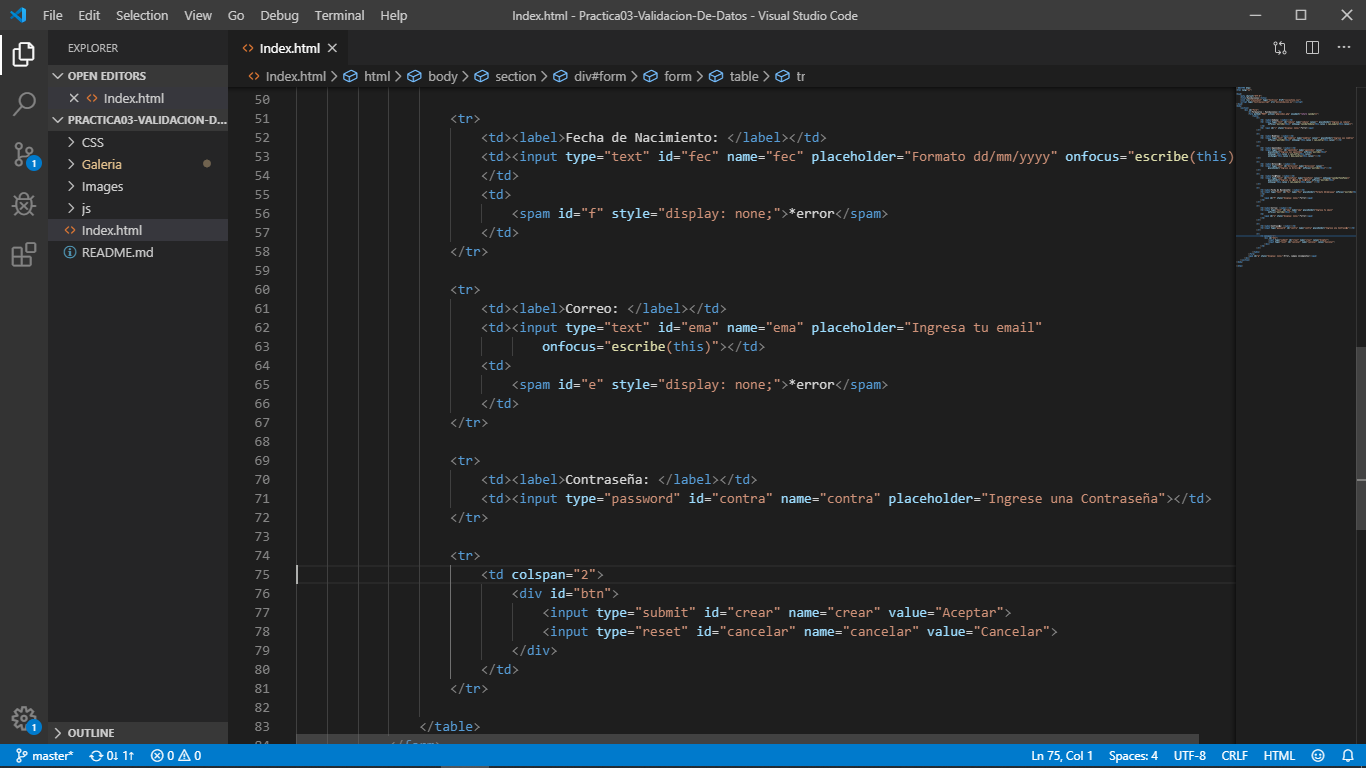 File Edit Selection View Go Debug Terminal Help Index.html - Practica03-Validacion-De-Datos - Visual Studio Code
EXPLORER
OPEN EDITORS
Index.html
PRACTICA03-VALIDACION-D...
CSS
Galeria
Images
js
Index.html
README.md
OUTLINE
1
1
Index.html
Index.html > html > body > section > div#form > form > table > tr
50
51 <tr>
52 <td><label>Fecha de Nacimiento: </label></td>
53 <td><input type="text" id="fec" name="fec" placeholder="Formato dd/mm/yyyy" onfocus="escribe(this)
54 </td>
55 <td>
56 <spam id="f" style="display: none;">*error</spam>
57 </td>
58 </tr>
59
60 <tr>
61 <td><label>Correo: </label></td>
62 <td><input type="text" id="ema" name="ema" placeholder="Ingresa tu email"
63 onfocus="escribe(this)"></td>
64 <td>
65 <spam id="e" style="display: none;">*error</spam>
66 </td>
67 </tr>
68
69 <tr>
70 <td><label>Contraseña: </label></td>
71 <td><input type="password" id="contra" name="contra" placeholder="Ingrese una Contraseña"></td>
72 </tr>
73
74 <tr>
75 <td colspan="2">
76 <div id="btn">
77 <input type="submit" id="crear" name="crear" value="Aceptar">
78 <input type="reset" id="cancelar" name="cancelar" value="Cancelar">
79 </div>
80 </td>
81 </tr>
82
83 </table>
84 </form>
master* 0↓ 1↑ 0 0 Ln 75, Col 1 Spaces: 4 UTF-8 CRLF HTML